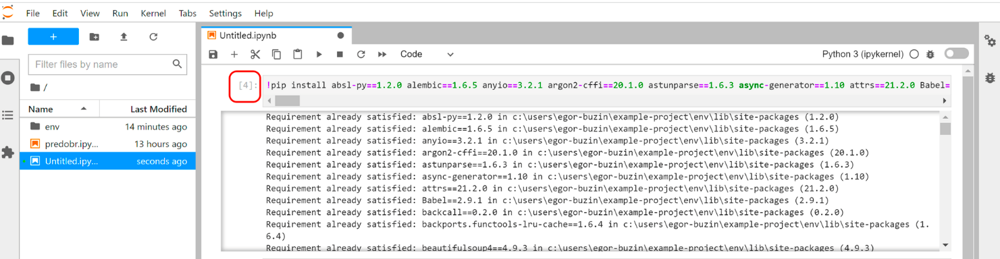 File Edit View Run Kernel Tabs Settings Help
Untitled.ipynb
Code
Python 3 (ipykernel)
Filter files by name
/
Name Last Modified
env 14 minutes ago
predobr.ipy... 13 hours ago
Untitled.ipy... seconds ago
[4]: !pip install absl-py==1.2.0 alembic==1.6.5 anyio==3.2.1 argon2-cffi==20.1.0 astunparse==1.6.3 async-generator==1.10 attrs==21.2.0 Babel=
Requirement already satisfied: absl-py==1.2.0 in c:\users\egor-buzin\example-project\env\lib\site-packages (1.2.0)
Requirement already satisfied: alembic==1.6.5 in c:\users\egor-buzin\example-project\env\lib\site-packages (1.6.5)
Requirement already satisfied: anyio==3.2.1 in c:\users\egor-buzin\example-project\env\lib\site-packages (3.2.1)
Requirement already satisfied: argon2-cffi==20.1.0 in c:\users\egor-buzin\example-project\env\lib\site-packages (20.1.0)
Requirement already satisfied: astunparse==1.6.3 in c:\users\egor-buzin\example-project\env\lib\site-packages (1.6.3)
Requirement already satisfied: async-generator==1.10 in c:\users\egor-buzin\example-project\env\lib\site-packages (1.10)
Requirement already satisfied: attrs==21.2.0 in c:\users\egor-buzin\example-project\env\lib\site-packages (21.2.0)
Requirement already satisfied: Babel==2.9.1 in c:\users\egor-buzin\example-project\env\lib\site-packages (2.9.1)
Requirement already satisfied: backcall==0.2.0 in c:\users\egor-buzin\example-project\env\lib\site-packages (0.2.0)
Requirement already satisfied: backports.functools-lru-cache==1.6.4 in c:\users\egor-buzin\example-project\env\lib\site-packages (1.
6.4)
Requirement already satisfied: beautifulsoup4==4.9.3 in c:\users\egor-buzin\example-project\env\lib\site-packages (4.9.3)